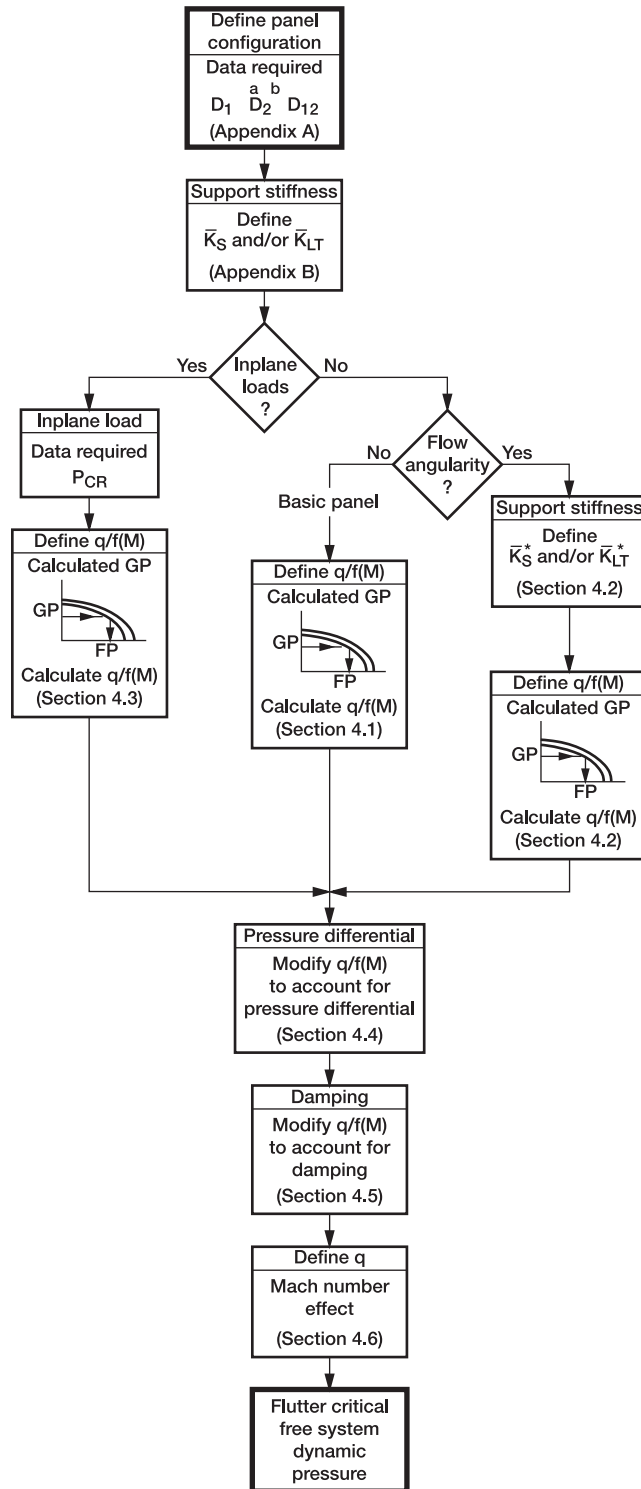 Define panel
configuration
Data required
a b
D1 D2 D12
(Appendix A)
Support stiffness
Define
K̅S and/or K̅LT
(Appendix B)
Inplane
loads
?
Yes
No
Inplane load
Data required
PCR
Define q/f(M)
Calculated GP
GP
FP
Calculate q/f(M)
(Section 4.3)
Flow
angularity
?
No
Yes
Basic panel
Define q/f(M)
Calculated GP
GP
FP
Calculate q/f(M)
(Section 4.1)
Support stiffness
Define
K̅S* and/or K̅LT*
(Section 4.2)
Define q/f(M)
Calculated GP
GP
FP
Calculate q/f(M)
(Section 4.2)
Pressure differential
Modify q/f(M)
to account for
pressure differential
(Section 4.4)
Damping
Modify q/f(M)
to account for
damping
(Section 4.5)
Define q
Mach number
effect
(Section 4.6)
Flutter critical
free system
dynamic
pressure